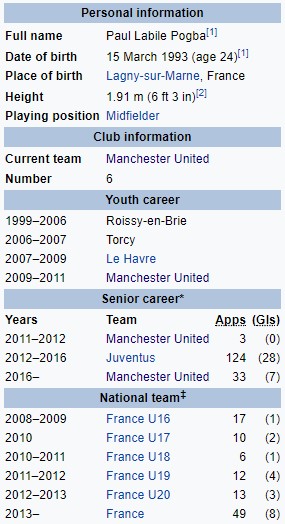 Personal information
Full name Paul Labile Pogba[1]
Date of birth 15 March 1993 (age 24)[1]
Place of birth Lagny-sur-Marne, France
Height 1.91 m (6 ft 3 in)[2]
Playing position Midfielder
Club information
Current team Manchester United
Number 6
Youth career
1999–2006 Roissy-en-Brie
2006–2007 Torcy
2007–2009 Le Havre
2009–2011 Manchester United
Senior career*
Years Team Apps (Gls)
2011–2012 Manchester United 3 (0)
2012–2016 Juventus 124 (28)
2016– Manchester United 33 (7)
National team‡
2008–2009 France U16 17 (1)
2010 France U17 10 (2)
2010–2011 France U18 6 (1)
2011–2012 France U19 12 (4)
2012–2013 France U20 13 (3)
2013– France 49 (8)